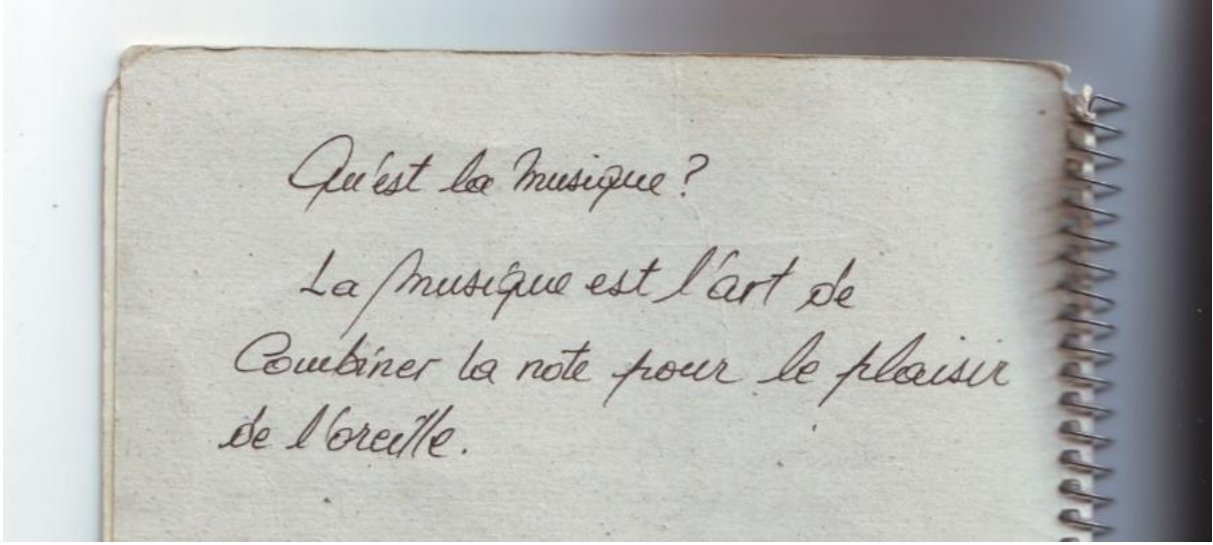 Qu'est la musique?
La musique est l'art de
Combiner la note pour le plaisir
de l'oreille.